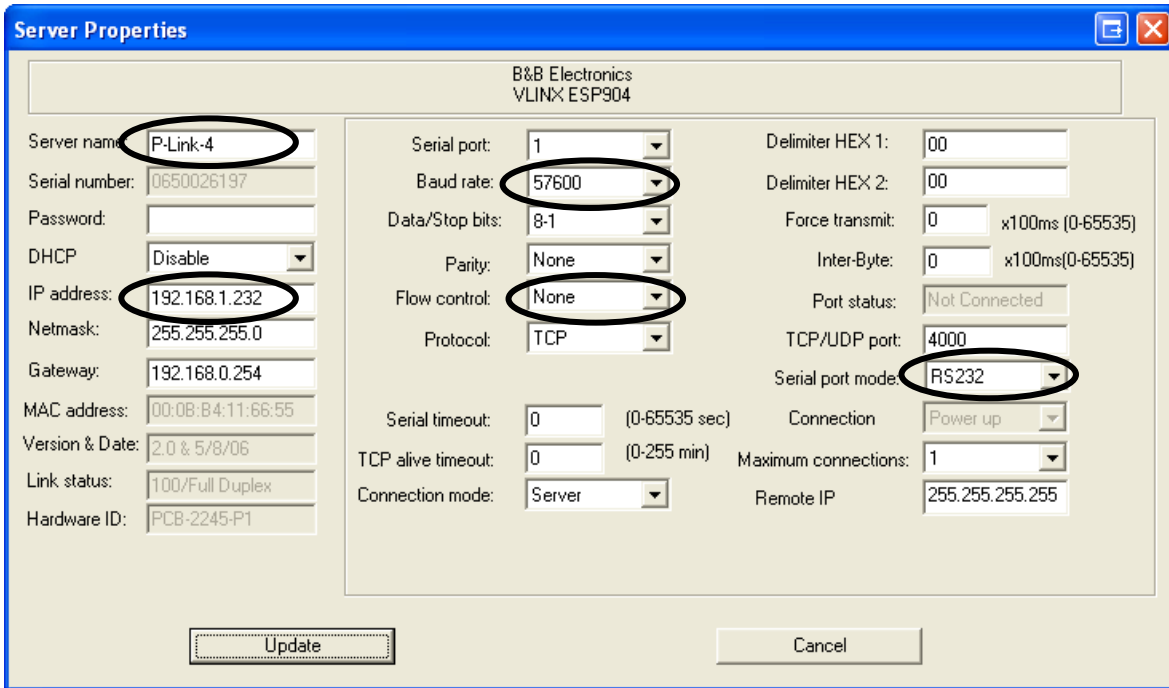 Server Properties
B&B Electronics
VLINX ESP904
Server name: P-Link-4
Serial number: 0650026197
Password:
DHCP Disable
IP address: 192.168.1.232
Netmask: 255.255.255.0
Gateway: 192.168.0.254
MAC address: 00:0B:B4:11:66:55
Version & Date: 2.0 & 5/8/06
Link status: 100/Full Duplex
Hardware ID: PCB-2245-P1
Serial port: 1
Baud rate: 57600
Data/Stop bits: 8-1
Parity: None
Flow control: None
Protocol: TCP
Serial timeout: 0 (0-65535 sec)
TCP alive timeout: 0 (0-255 min)
Connection mode: Server
Delimiter HEX 1: 00
Delimiter HEX 2: 00
Force transmit: 0 x100ms (0-65535)
Inter-Byte: 0 x100ms(0-65535)
Port status: Not Connected
TCP/UDP port: 4000
Serial port mode: RS232
Connection Power up
Maximum connections: 1
Remote IP 255.255.255.255
Update
Cancel